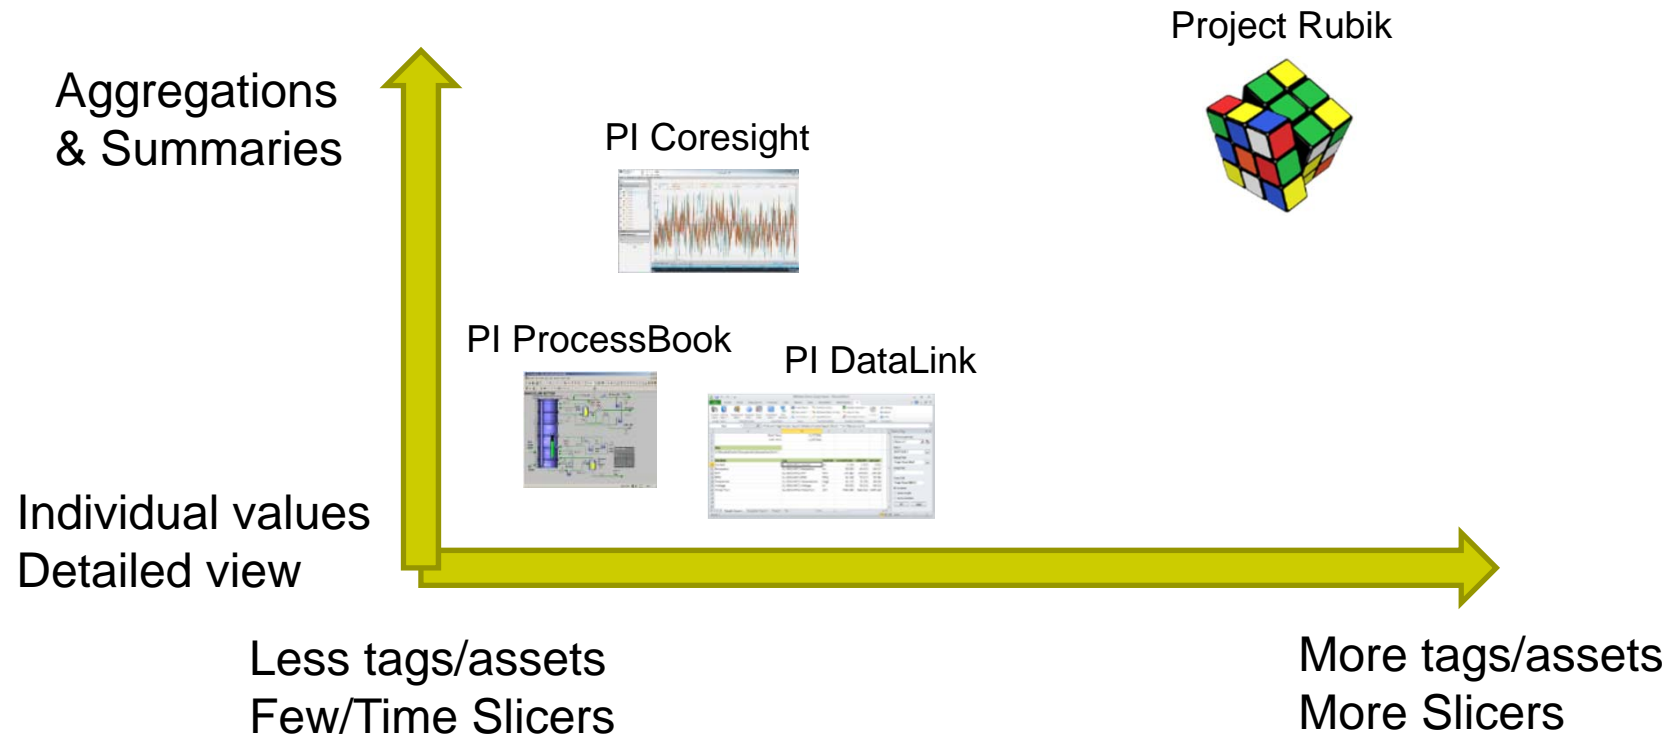 Project Rubik
Aggregations
& Summaries
PI Coresight
PI ProcessBook
PI DataLink
Individual values
Detailed view
Less tags/assets
Few/Time Slicers
More tags/assets
More Slicers